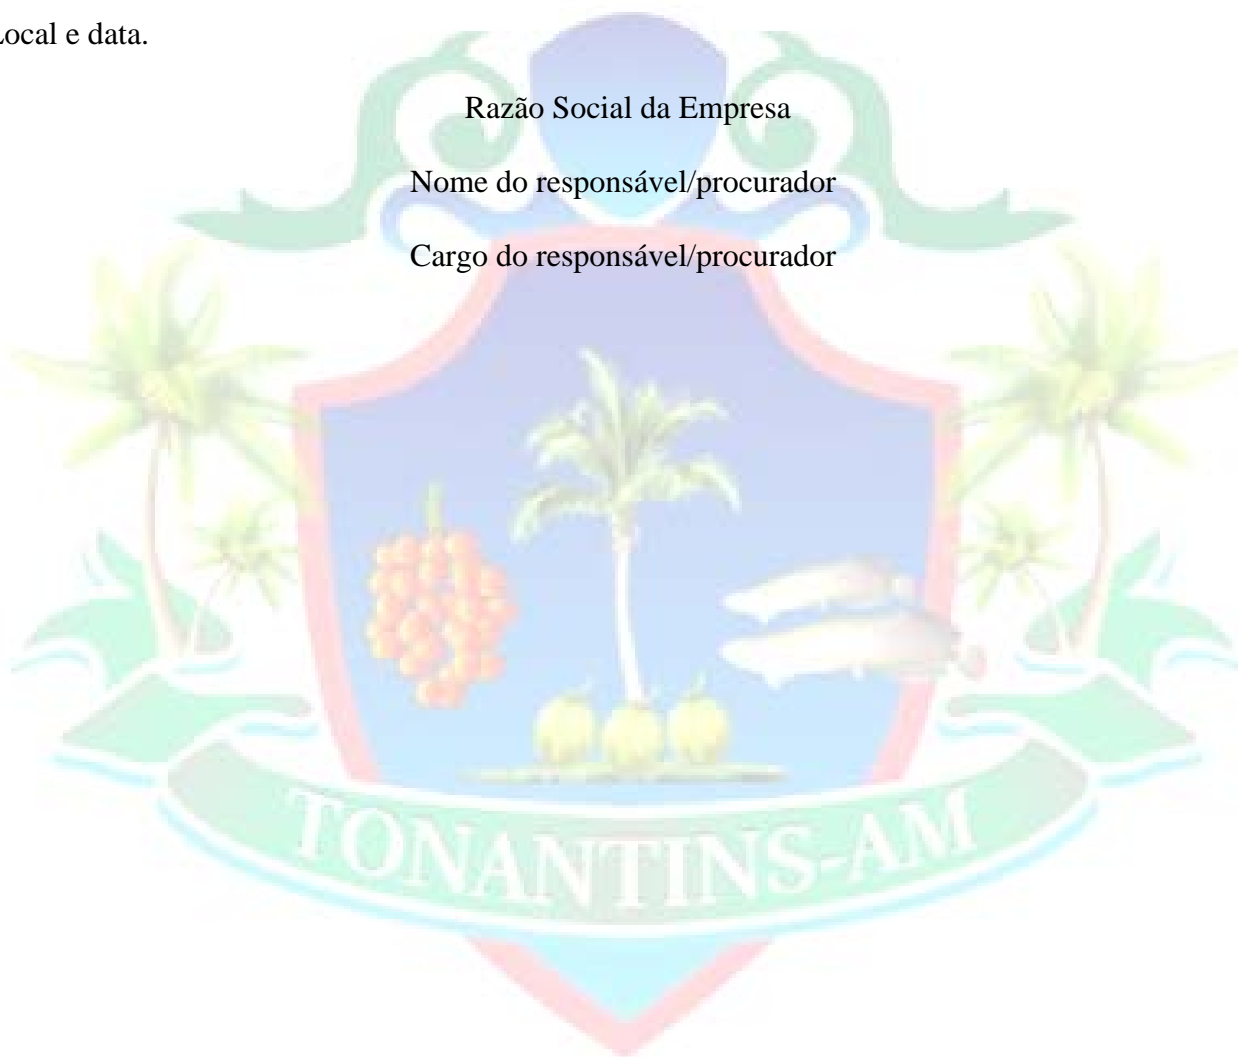 Local e data.
Razão Social da Empresa
Nome do responsável/procurador
Cargo do responsável/procurador
TONANTINS-AM